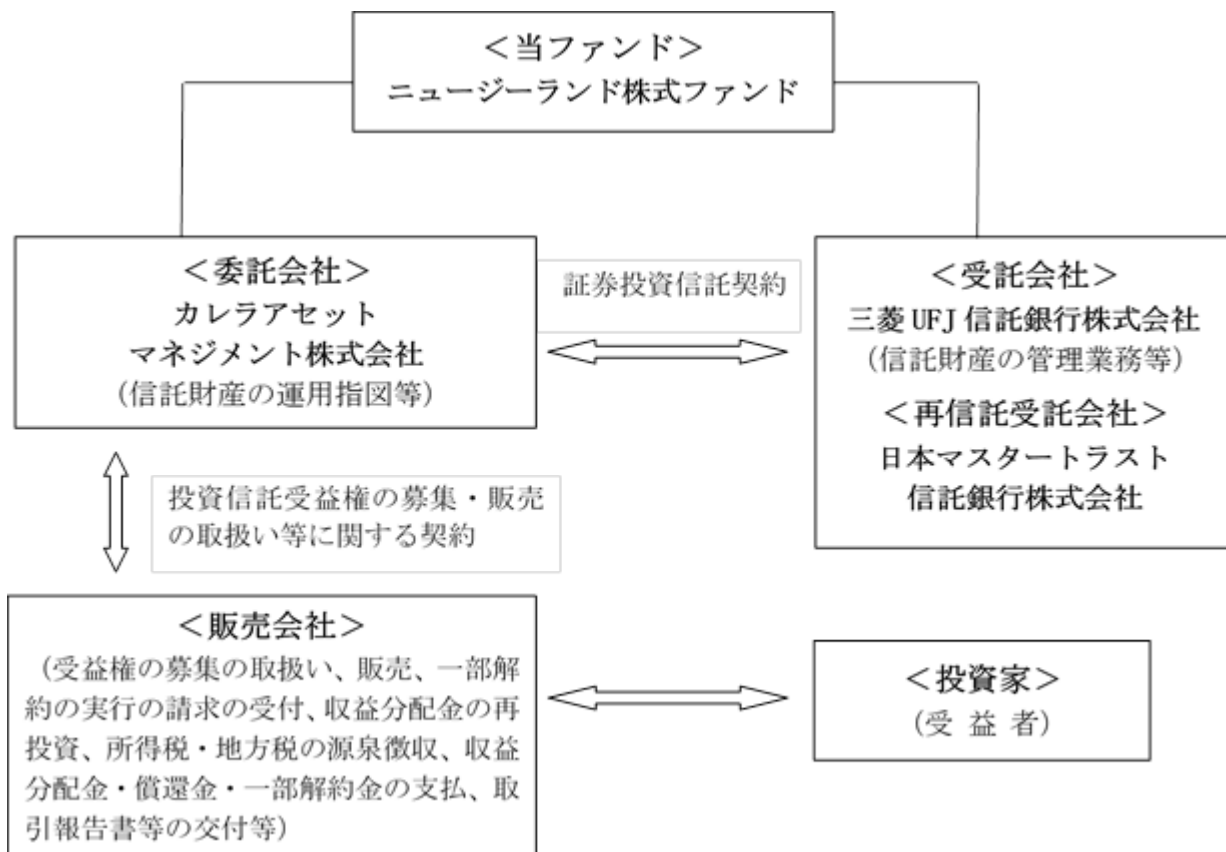 ＜当ファンド＞
ニュージーランド株式ファンド
＜委託会社＞
カレラアセット
マネジメント株式会社
(信託財産の運用指図等)
証券投資信託契約
＜受託会社＞
三菱 UFJ 信託銀行株式会社
(信託財産の管理業務等)
＜再信託受託会社＞
日本マスタートラスト
信託銀行株式会社
投資信託受益権の募集・販売
の取扱い等に関する契約
＜販売会社＞
(受益権の募集の取扱い、販売、一部解
約の実行の請求の受付、収益分配金の再
投資、所得税・地方税の源泉徴収、収益
分配金・償還金・一部解約金の支払、取
引報告書等の交付等)
＜投資家＞
(受 益 者)